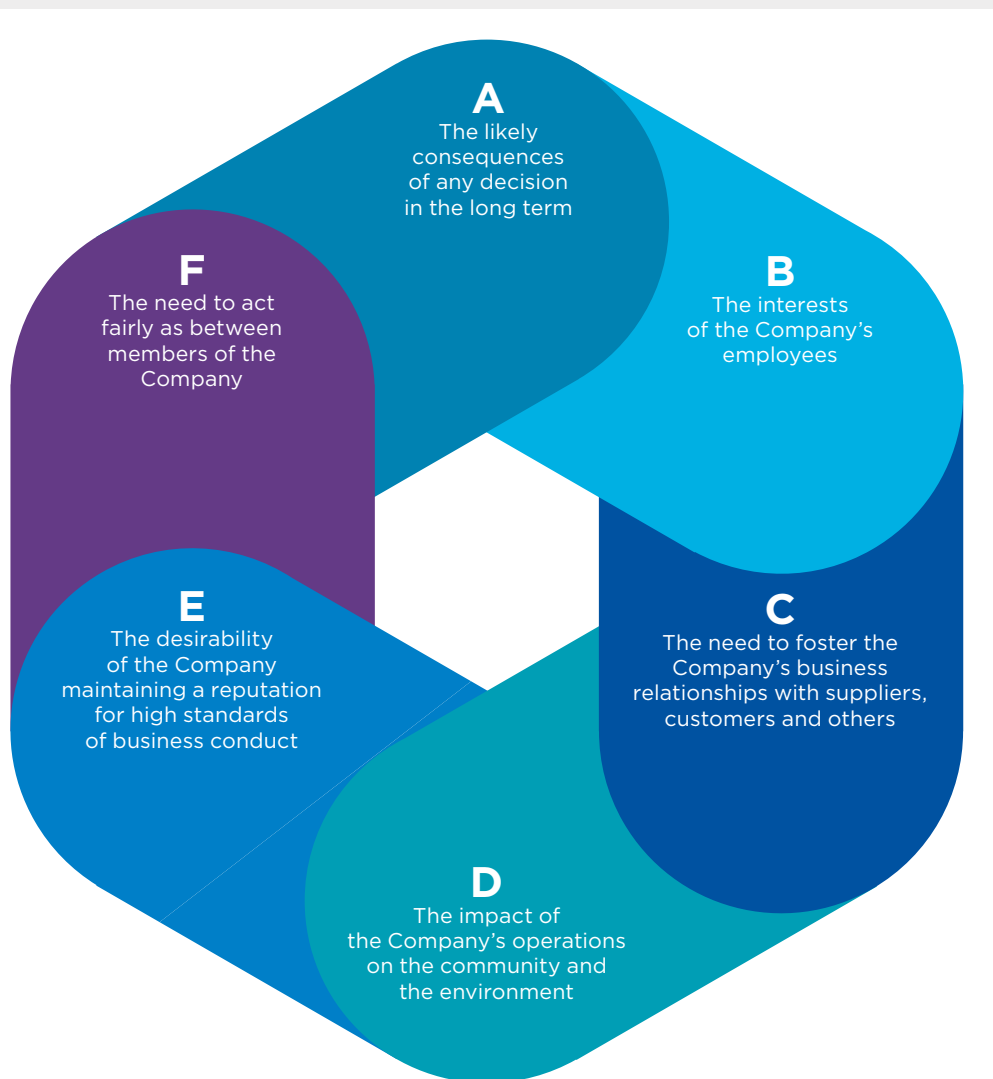 A
The likely
consequences
of any decision
in the long term
B
The interests
of the Company’s
employees
C
The need to foster the
Company’s business
relationships with suppliers,
customers and others
D
The impact of
the Company’s operations
on the community and
the environment
E
The desirability
of the Company
maintaining a reputation
for high standards
of business conduct
F
The need to act
fairly as between
members of the
Company